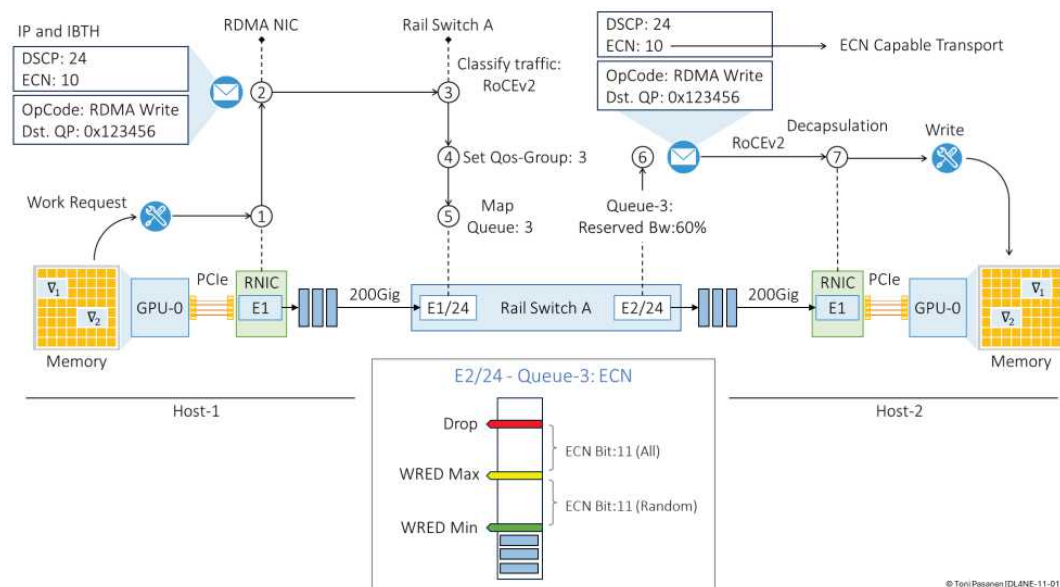 IP and IBTH
DSCP: 24
ECN: 10
OpCode: RDMA Write
Dst. QP: 0x123456
RDMA NIC
2
Rail Switch A
Classify traffic:
RoCEv2
3
4
Set Qos-Group: 3
5
Map
Queue: 3
DSCP: 24
ECN: 10
ECN Capable Transport
OpCode: RDMA Write
Dst. QP: 0x123456
6
RoCEv2
Decapsulation
7
Write
Queue-3:
Reserved Bw:60%
Work Request
1
∇1
∇2
Memory
GPU-0
PCIe
RNIC
E1
200Gig
E1/24
Rail Switch A
E2/24
200Gig
RNIC
E1
PCIe
GPU-0
∇1
∇2
Memory
Host-1
Host-2
E2/24 - Queue-3: ECN
Drop
ECN Bit:11 (All)
WRED Max
ECN Bit:11 (Random)
WRED Min
© Toni Pasanen [DL4NE-11-01